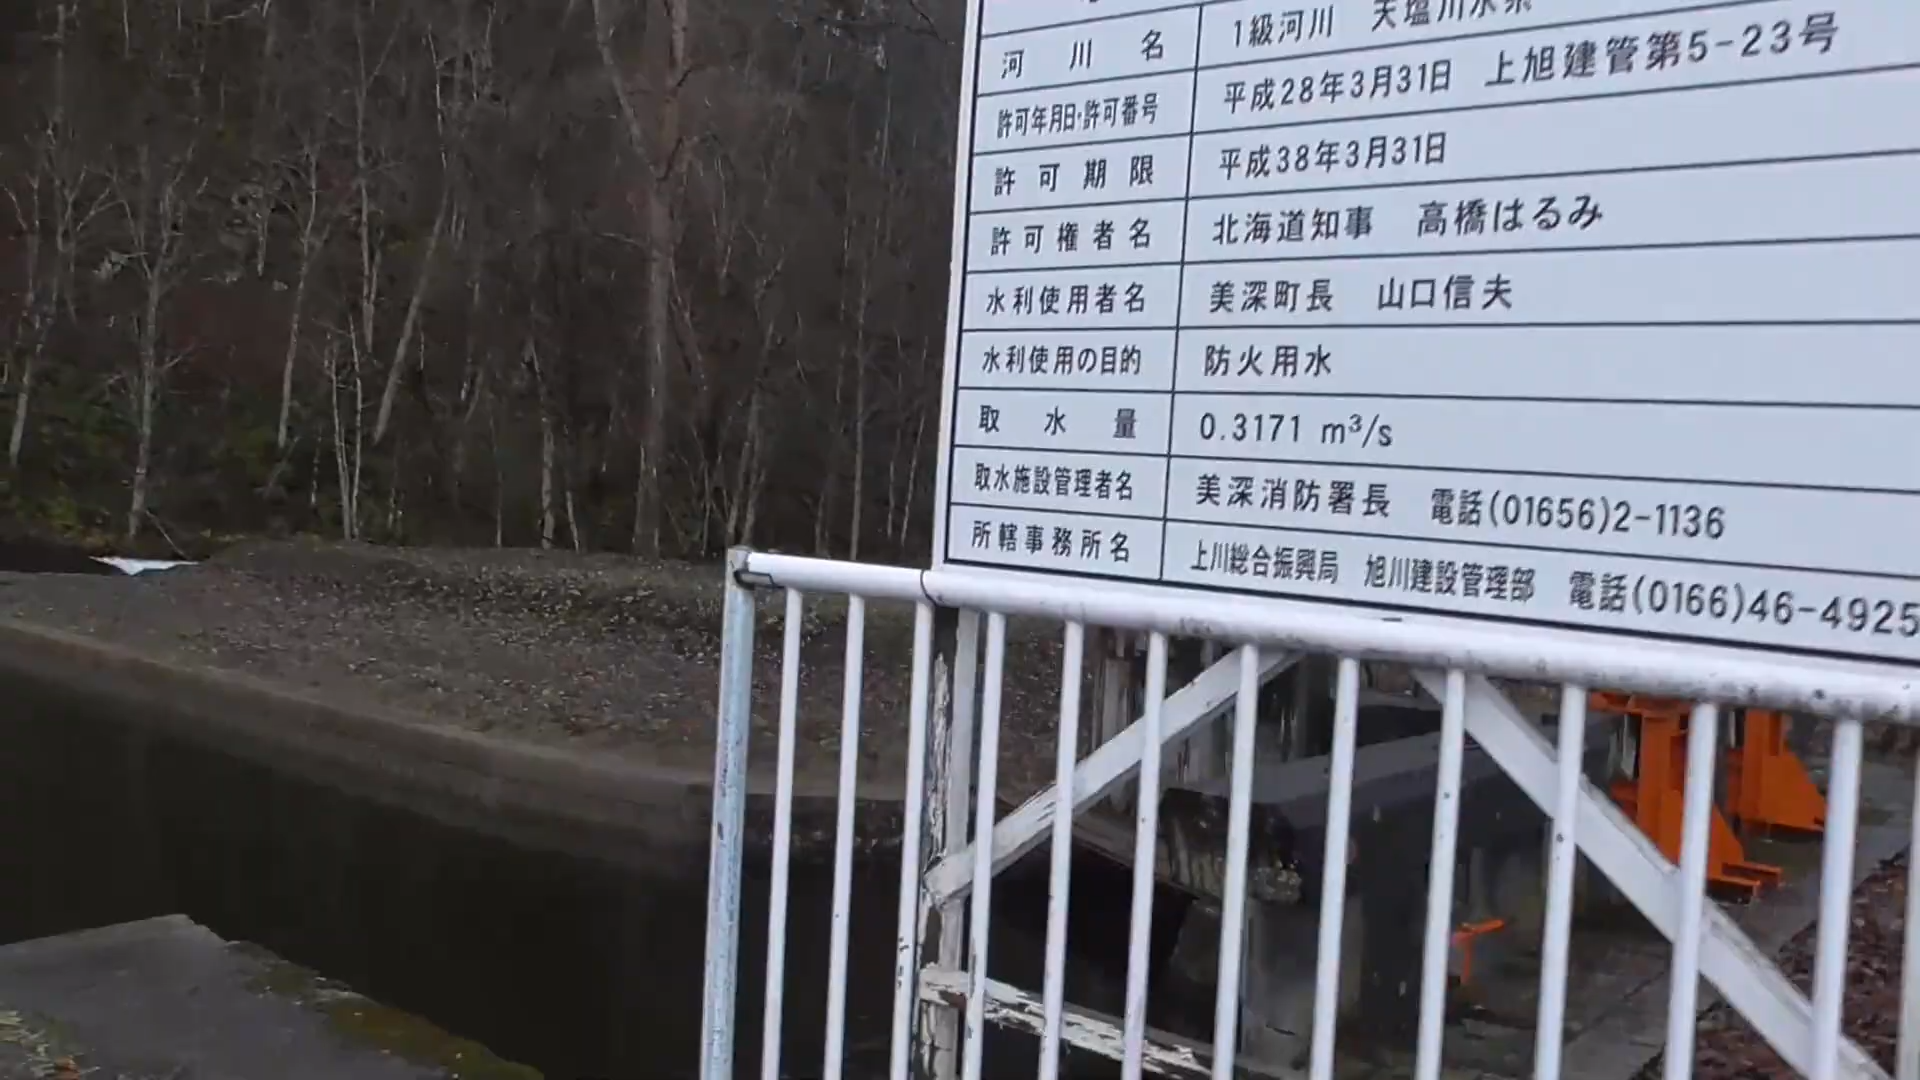 河川名 1級河川 天塩川水系
許可年月日・許可番号 平成28年3月31日 上旭建管第5-23号
許可期限 平成38年3月31日
許可権者名 北海道知事 高橋はるみ
水利使用者名 美深町長 山口信夫
水利使用の目的 防火用水
取水量 0.3171 m³/s
取水施設管理者名 美深消防署長 電話(01656)2-1136
所轄事務所名 上川総合振興局 旭川建設管理部 電話(0166)46-4925